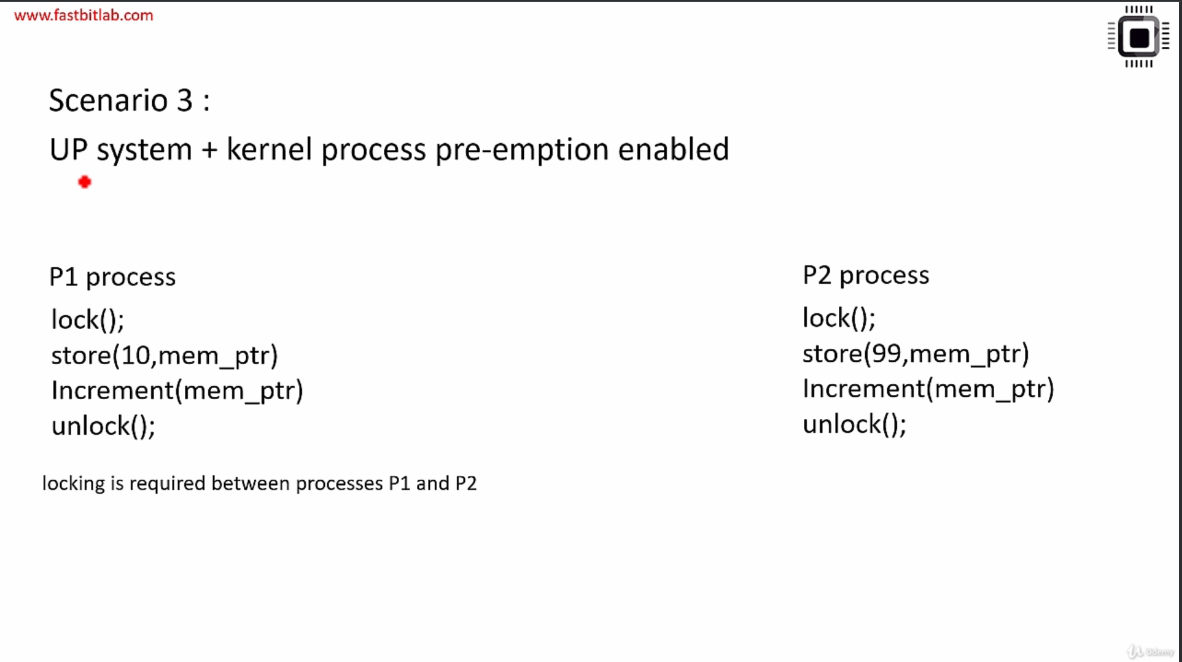 www.fastbitlab.com
Scenario 3 :
UP system + kernel process pre-emption enabled
P1 process
lock();
store(10,mem_ptr)
Increment(mem_ptr)
unlock();
P2 process
lock();
store(99,mem_ptr)
Increment(mem_ptr)
unlock();
locking is required between processes P1 and P2
Udemy